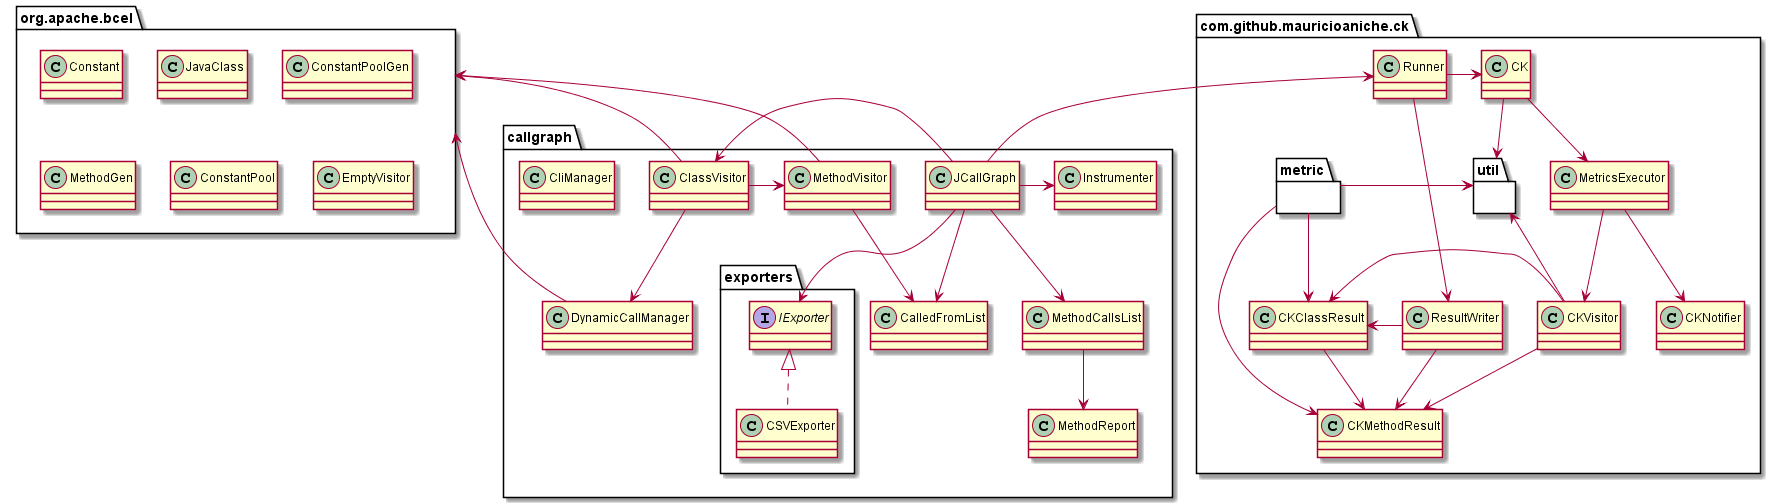 org.apache.bcel
C Constant
C JavaClass
C ConstantPoolGen
C MethodGen
C ConstantPool
C EmptyVisitor
callgraph
C CliManager
C ClassVisitor
C MethodVisitor
C JCallGraph
C Instrumenter
C DynamicCallManager
exporters
I IExporter
C CSVExporter
C CalledFromList
C MethodCallsList
C MethodReport
com.github.mauricioaniche.ck
C Runner
C CK
metric
util
C MetricsExecutor
C CKClassResult
C ResultWriter
C CKVisitor
C CKNotifier
C CKMethodResult